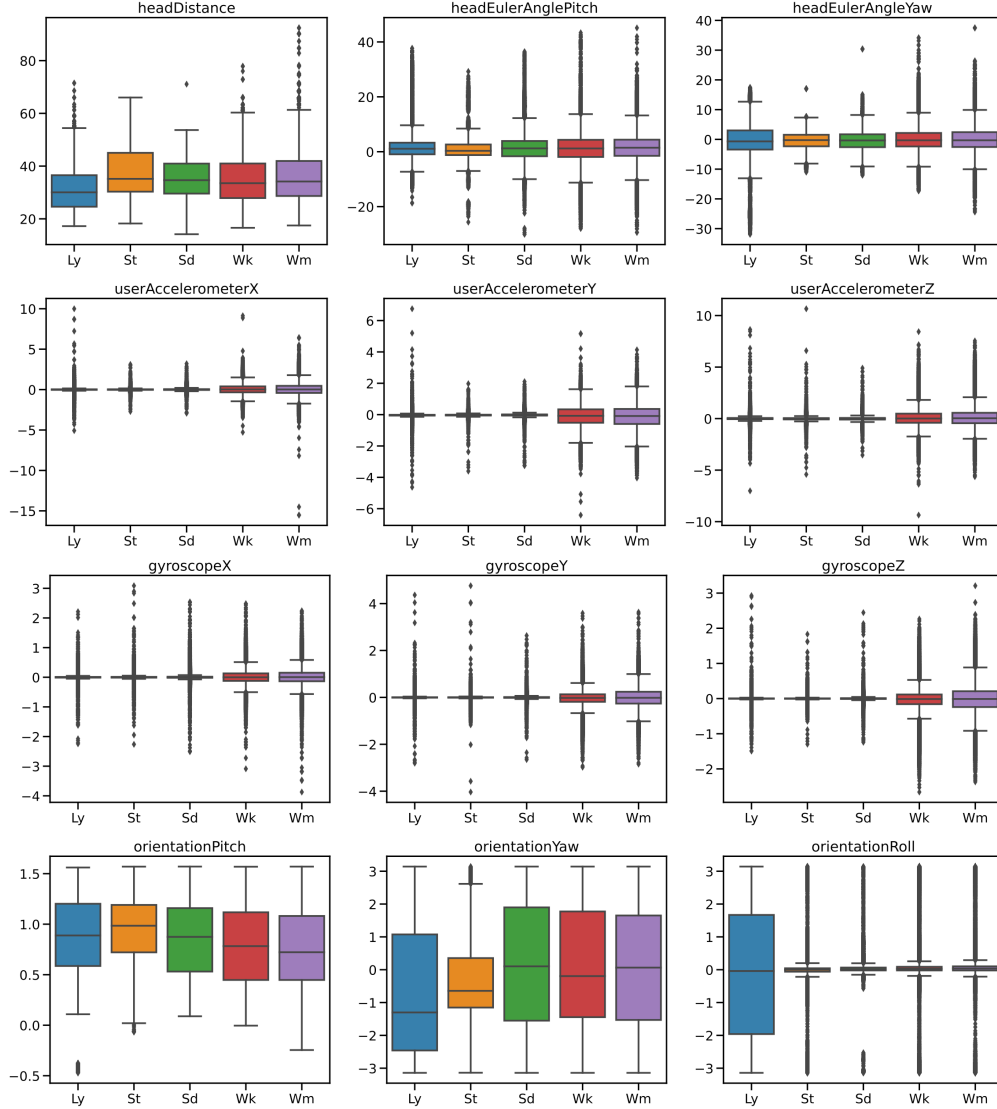 headDistance headEulerAnglePitch headEulerAngleYaw
80 40 40
60 20 30
40 0 20
20 −20 10
0
−10
−20
−30
Ly St Sd Wk Wm Ly St Sd Wk Wm Ly St Sd Wk Wm
userAccelerometerX userAccelerometerY userAccelerometerZ
10 6 10
5 4 5
0 2 0
−5 0 −5
−10 −2 −10
−15 −4
−6
Ly St Sd Wk Wm Ly St Sd Wk Wm Ly St Sd Wk Wm
gyroscopeX gyroscopeY gyroscopeZ
3 4 3
2 2 2
1 0 1
0 −2 0
−1 −4 −1
−2 −2
−3
−4
Ly St Sd Wk Wm Ly St Sd Wk Wm Ly St Sd Wk Wm
orientationPitch orientationYaw orientationRoll
1.5 3 3
1.0 2 2
0.5 1 1
0.0 0 0
−0.5 −1 −1
−2 −2
−3 −3
Ly St Sd Wk Wm Ly St Sd Wk Wm Ly St Sd Wk Wm